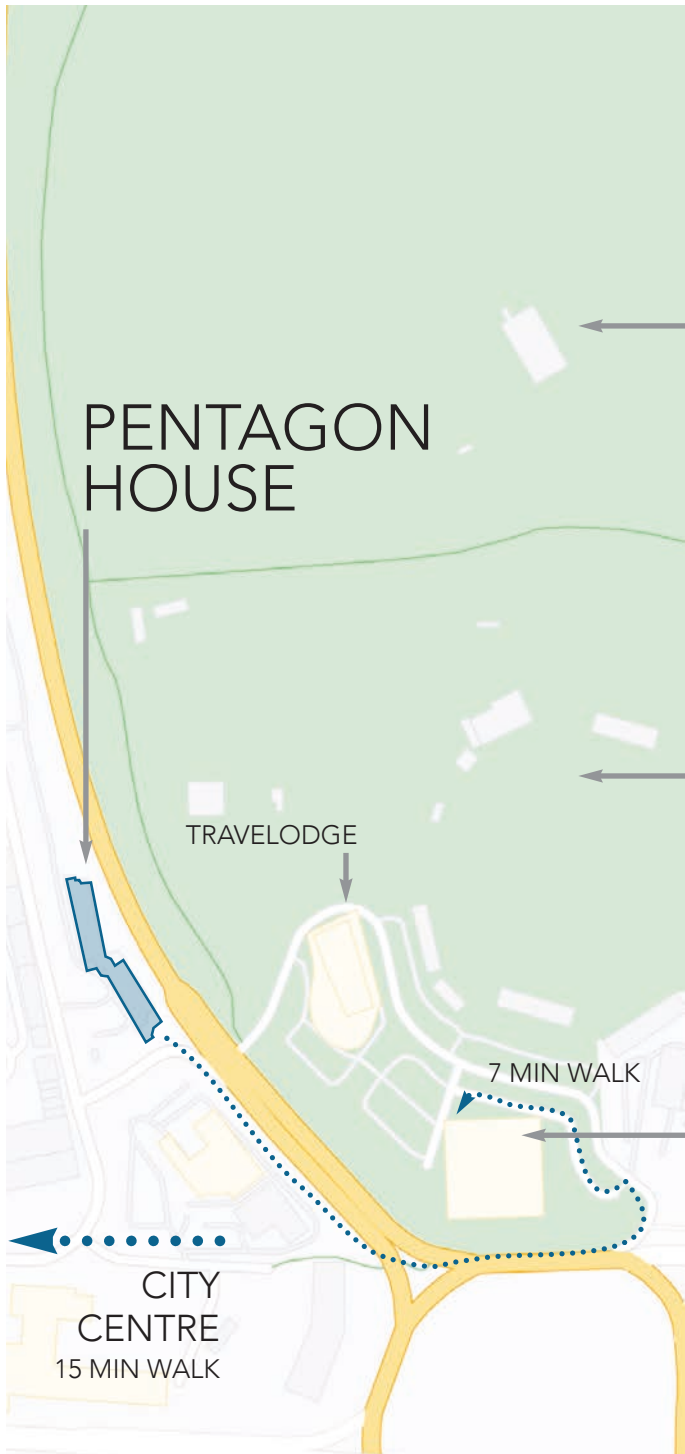 PENTAGON
HOUSE
TRAVELODGE
7 MIN WALK
CITY
CENTRE
15 MIN WALK